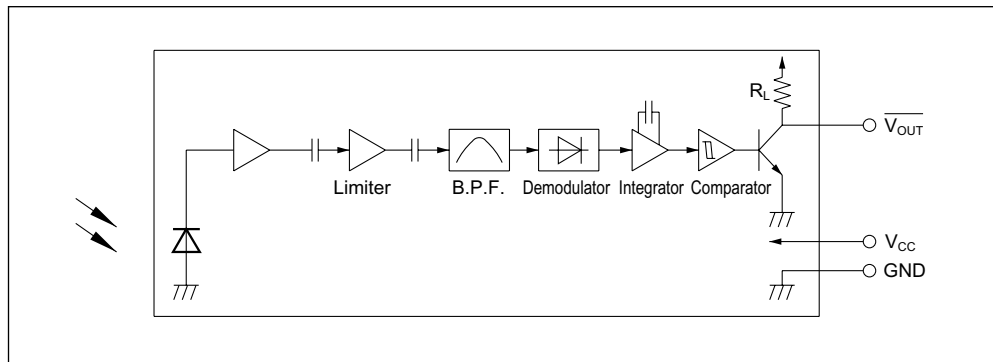 R_L
V_OUT
Limiter
B.P.F.
Demodulator
Integrator
Comparator
V_CC
GND